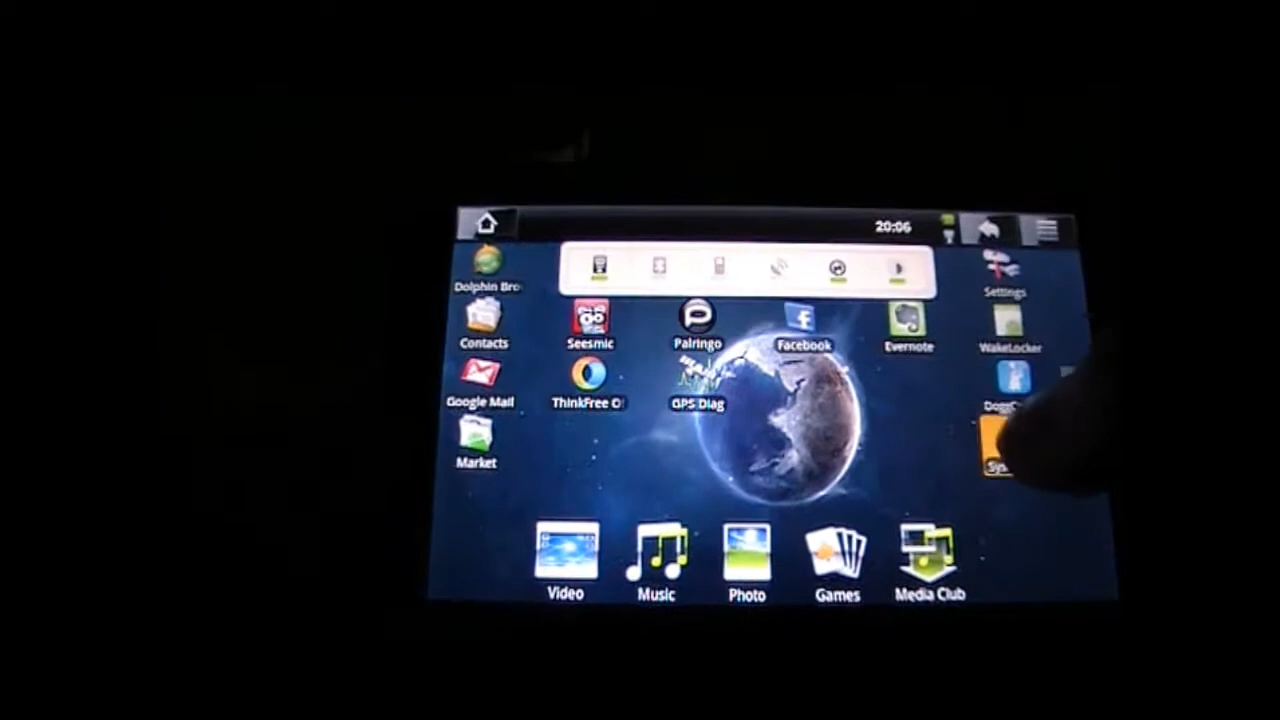 20:06
Dolphin Bro
Settings
Contacts
Seesmic
Palringo
Facebook
Evernote
WakeLocker
Google Mail
ThinkFree O
GPS Diag
Market
Video
Music
Photo
Games
Media Club